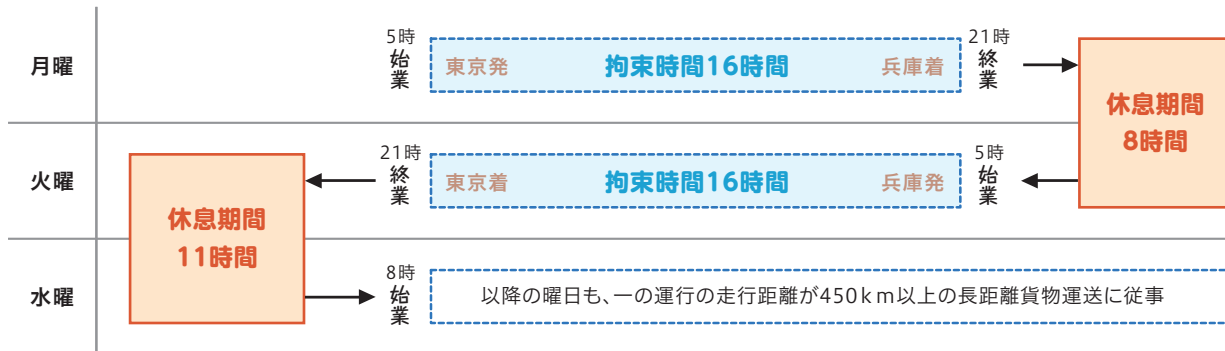 月曜
5時
始業
東京発
拘束時間16時間
兵庫着
21時
終業
休息期間
8時間
火曜
21時
終業
東京着
拘束時間16時間
兵庫発
5時
始業
休息期間
11時間
水曜
8時
始業
以降の曜日も、一の運行の走行距離が450km以上の長距離貨物運送に従事